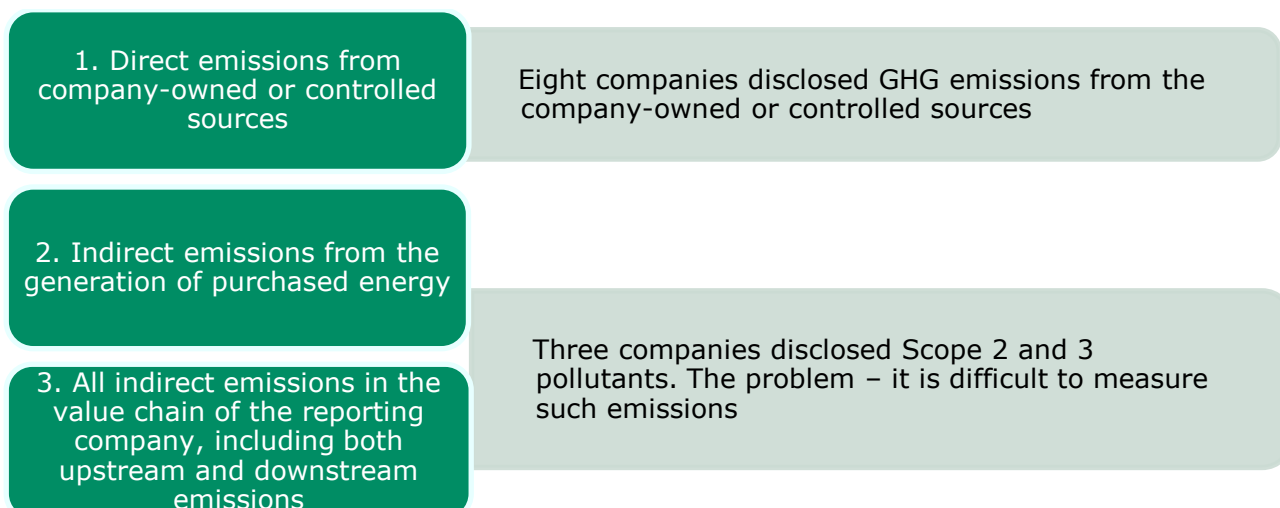 1. Direct emissions from
company-owned or controlled
sources
Eight companies disclosed GHG emissions from the
company-owned or controlled sources
2. Indirect emissions from the
generation of purchased energy
3. All indirect emissions in the
value chain of the reporting
company, including both
upstream and downstream
emissions
Three companies disclosed Scope 2 and 3
pollutants. The problem – it is difficult to measure
such emissions